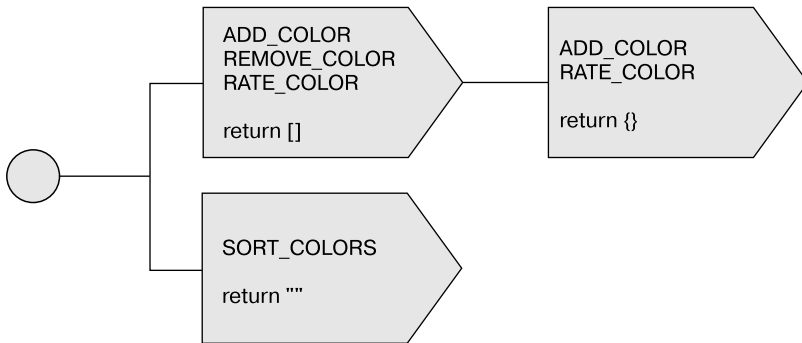 ADD_COLOR
REMOVE_COLOR
RATE_COLOR
return []
ADD_COLOR
RATE_COLOR
return {}
SORT_COLORS
return ""